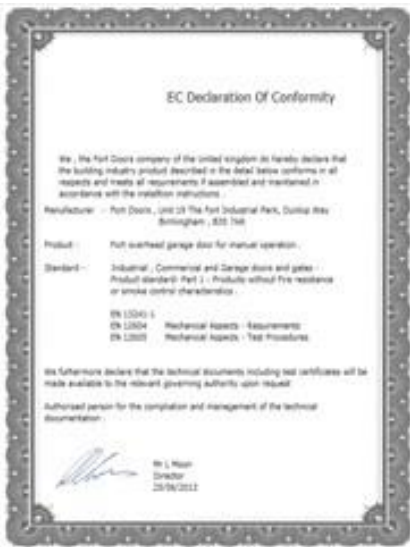 EC Declaration Of Conformity
We , the Fort Doors company of the united kingdom do hereby declare that
the building industry product described in the detail below conforms in all
respects and meets all requirements if assembled and maintained in
accordance with the installtion instructions .
Manufacturer - Fort Doors , Unit 19 The Fort Industrial Park, Dunlop Way
Birmingham ,
Product - Fort overhead garage door for manual operation .
Standard - Industrial , Commercial and Garage doors and gates -
Product standard- Part 1 - Products without fire resistance
or smoke control characteristics .
EN 13241-1
EN 12604 Mechanical Aspects - Requirements
EN 12605 Mechanical Aspects - Test Procedures
We futhermore declare that the technical documents including test certificates will be
made available to the relevant governing authority upon request
Authorised person for the compilation and management of the technical
documentation .
Mr L Moon
Director